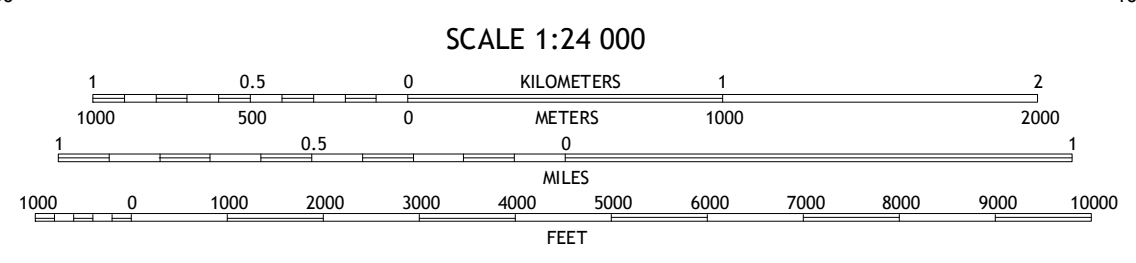 SCALE 1:24 000
1 0.5 0 KILOMETERS 1 2
1000 500 0 METERS 1000 2000
1 0.5 0 1
MILES
1000 0 1000 2000 3000 4000 5000 6000 7000 8000 9000 10000
FEET